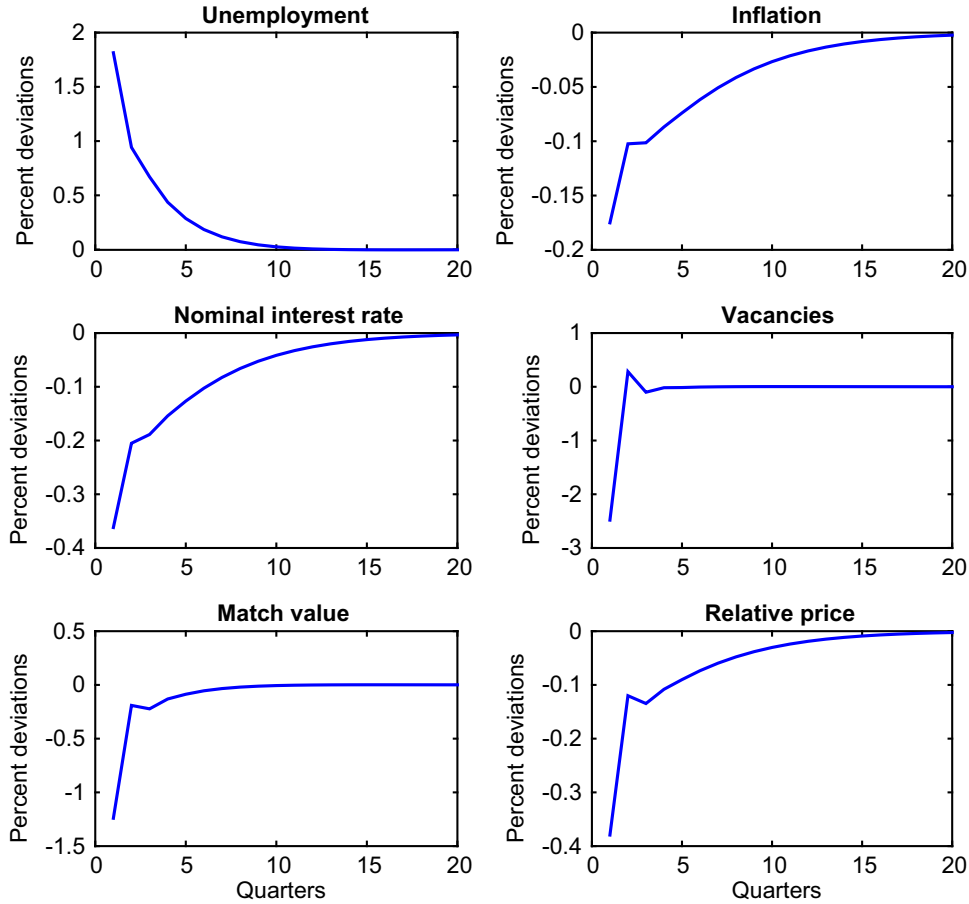 Unemployment
Percent deviations
2
1.5
1
0.5
0
0 5 10 15 20
Inflation
Percent deviations
0
-0.05
-0.1
-0.15
-0.2
0 5 10 15 20
Nominal interest rate
Percent deviations
0
-0.1
-0.2
-0.3
-0.4
0 5 10 15 20
Vacancies
Percent deviations
1
0
-1
-2
-3
0 5 10 15 20
Match value
Percent deviations
0.5
0
-0.5
-1
-1.5
0 5 10 15 20
Quarters
Relative price
Percent deviations
0
-0.1
-0.2
-0.3
-0.4
0 5 10 15 20
Quarters